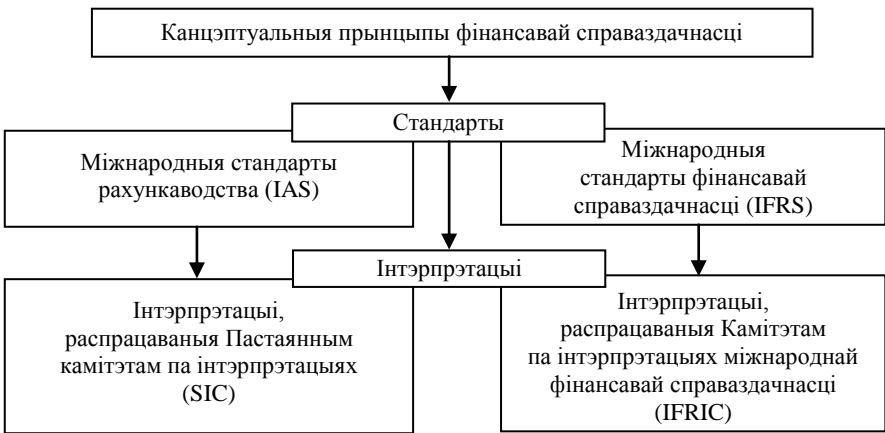 Канцэптуальныя прынцыпы фінансавай справаздачнасці
Стандарты
Міжнародныя стандарты
рахункаводства (IAS)
Міжнародныя
стандарты фінансавай
справаздачнасці (IFRS)
Інтэрпрэтацыі
Інтэрпрэтацыі,
распрацаваныя Пастаянным
камітэтам па інтэрпрэтацыях
(SIC)
Інтэрпрэтацыі,
распрацаваныя Камітэтам
па інтэрпрэтацыях міжнароднай
фінансавай справаздачнасці
(IFRIC)